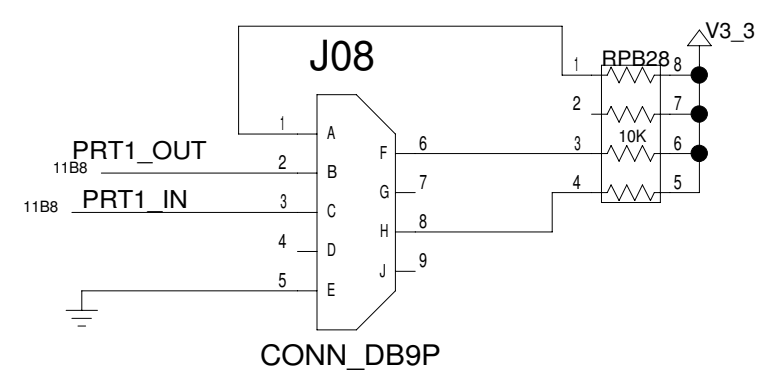 V3_3
J08
RPB28
1
8
2
7
10K
3
6
4
5
1
A
PRT1_OUT
11B8
2
B
F
6
PRT1_IN
11B8
3
C
G
7
4
D
H
8
5
E
J
9
CONN_DB9P